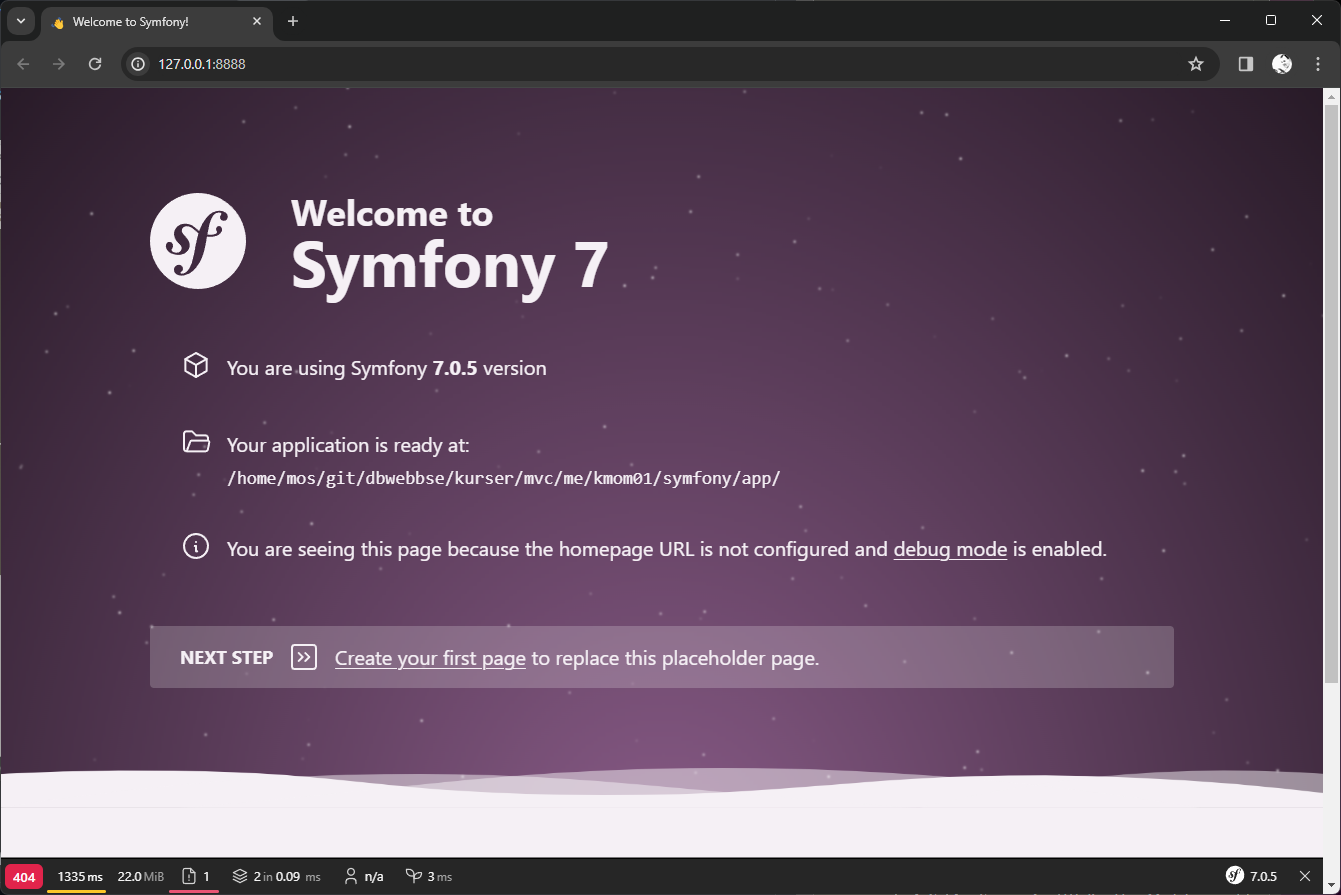 Welcome to Symfony!
127.0.0.1:8888
sf
Welcome to
Symfony 7
You are using Symfony 7.0.5 version
Your application is ready at:
/home/mos/git/dbwebbse/kurser/mvc/me/kmom01/symfony/app/
You are seeing this page because the homepage URL is not configured and debug mode is enabled.
NEXT STEP Create your first page to replace this placeholder page.
404 1335 ms 22.0 MiB 1 2 in 0.09 ms n/a 3 ms sf 7.0.5